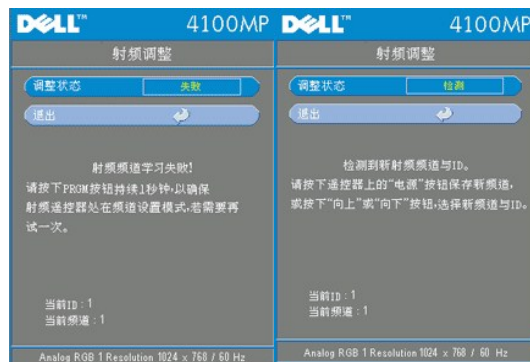 DELL™ 4100MP
射频调整
调整状态 失败
退出
射频频道学习失败!
请按下PRGM按钮持续1秒钟,以确保
射频遥控器处在频道设置模式,若需要再
试一次。
当前ID:1
当前频道:1
Analog RGB 1 Resolution 1024 x 768 / 60 Hz
DELL™ 4100MP
射频调整
调整状态 检测
退出
检测到新射频频道与ID。
请按下遥控器上的“电源”按钮保存新频道,
或按下“向上”或“向下”按钮,选择新频道与ID。
当前ID:1
当前频道:1
Analog RGB 1 Resolution 1024 x 768 / 60 Hz